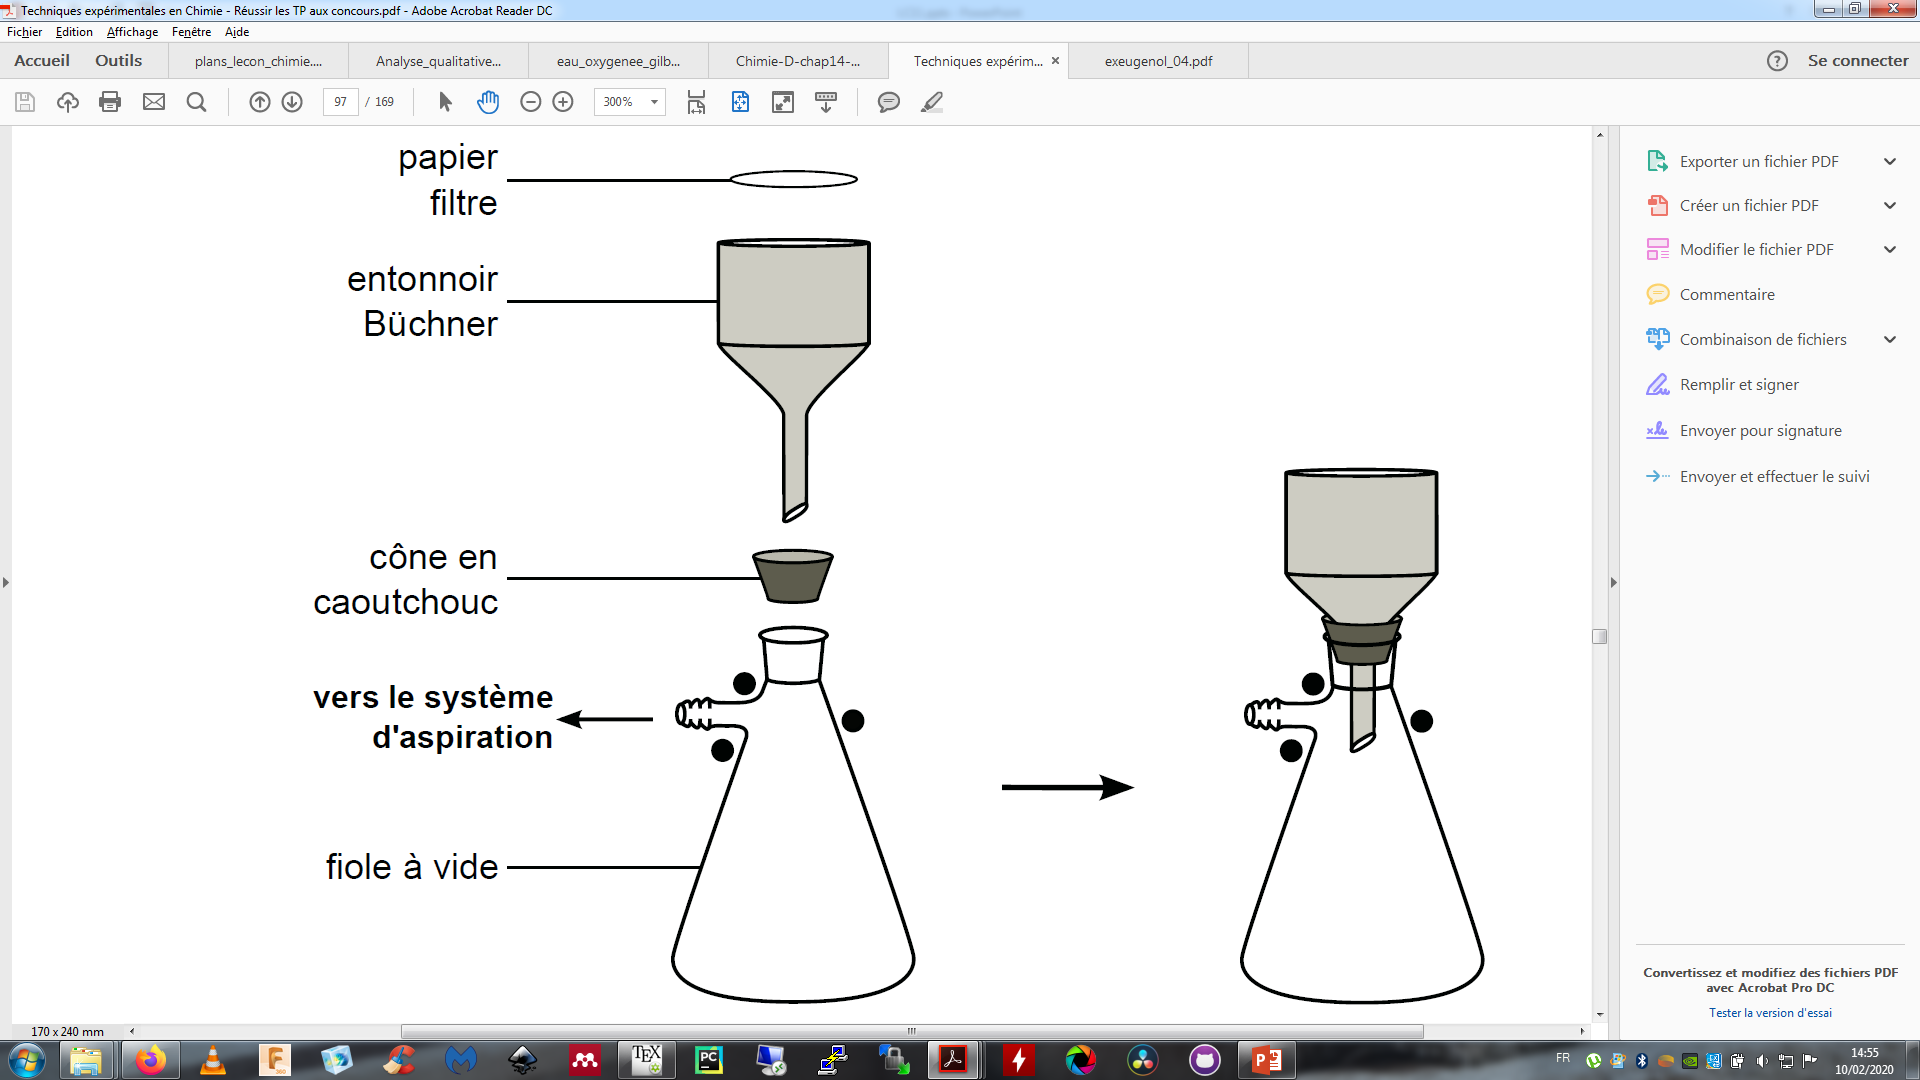 Techniques expérimentales en Chimie - Réussir les TP aux concours.pdf - Adobe Acrobat Reader DC
Fichier Edition Affichage Fenêtre Aide
Accueil Outils plans_lecon_chimie.... Analyse_qualitative... eau_oxygenee_gilb... Chimie-D-chap14-... Techniques expérim... × exeugenol_04.pdf ? Se connecter
97 / 169 300%
papier
filtre
entonnoir
Büchner
cône en
caoutchouc
vers le système
d'aspiration
fiole à vide
Exporter un fichier PDF
Créer un fichier PDF
Modifier le fichier PDF
Commentaire
Combinaison de fichiers
Remplir et signer
Envoyer pour signature
Envoyer et effectuer le suivi
Convertissez et modifiez des fichiers PDF
avec Acrobat Pro DC
Tester la version d'essai
170 x 240 mm
FR
14:55
10/02/2020